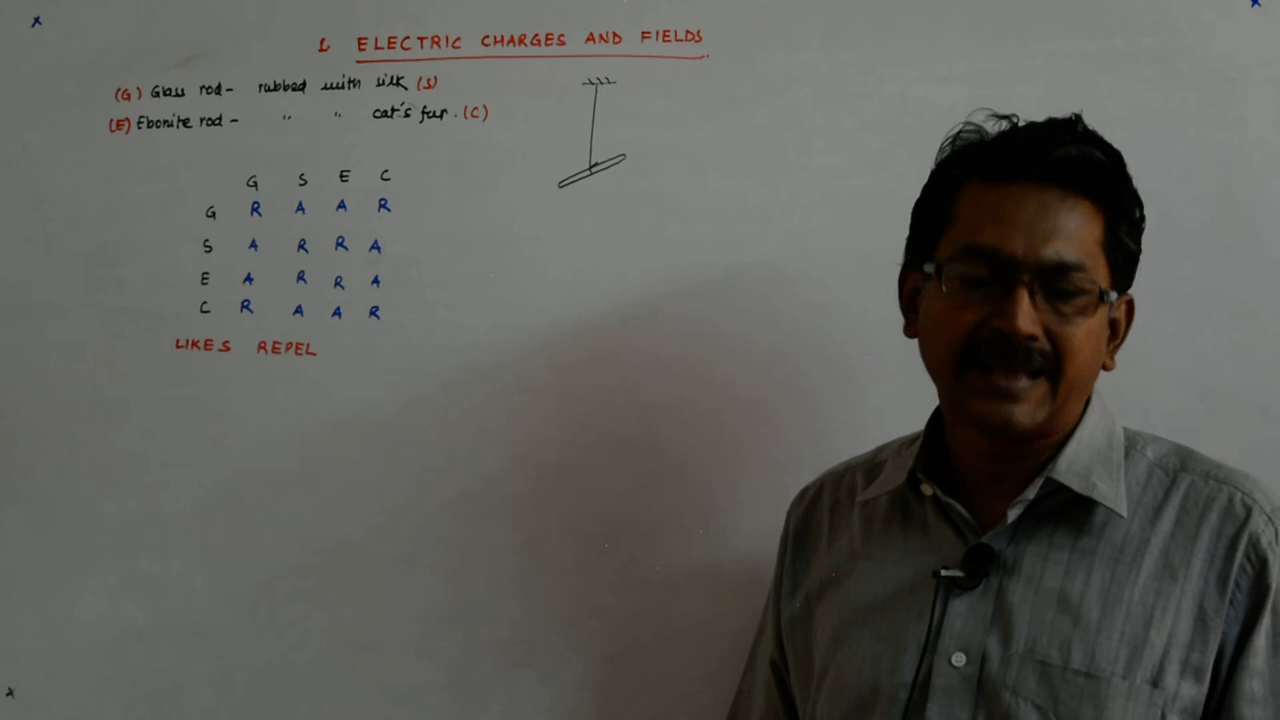 1. ELECTRIC CHARGES AND FIELDS
(G) Glass rod - rubbed with silk (S)
(E) Ebonite rod - " " cat's fur. (C)
G S E C
G R A A R
S A R R A
E A R R A
C R A A R
LIKES REPEL